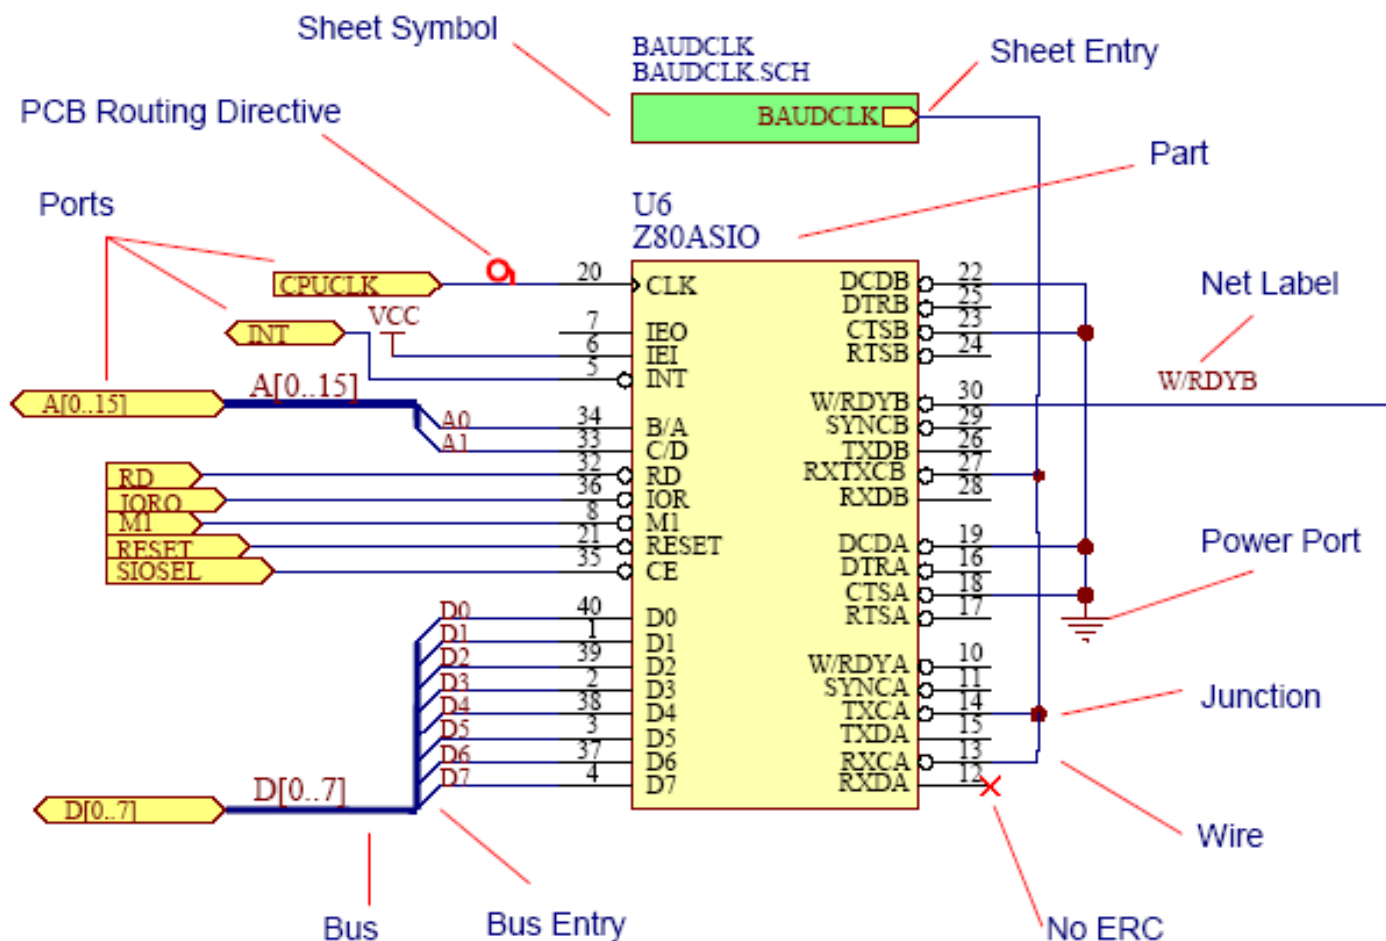 Sheet Symbol
BAUDCLK
BAUDCLK.SCH
Sheet Entry
PCB Routing Directive
BAUDCLK
Part
Ports
U6
Z80ASIO
CPUCLK
20
CLK
DCDB
22
DTRB
25
Net Label
INT
VCC
7
IEO
CTSB
23
6
IEI
RTSB
24
5
INT
W/RDYB
A[0..15]
A[0..15]
A0
34
B/A
W/RDYB
30
SYNCB
29
A1
33
C/D
TXDB
26
RD
32
RD
RXTXCB
27
IORQ
36
IOR
RXDB
28
M1
8
M1
RESET
21
RESET
DCDA
19
Power Port
SIOSEL
35
CE
DTRA
16
CTSA
18
D0
40
D0
RTSA
17
D1
1
D1
D2
39
D2
W/RDYA
10
D3
2
D3
SYNCA
11
Junction
D4
38
D4
TXCA
14
D5
3
D5
TXDA
15
D6
37
D6
RXCA
13
D7
4
D7
RXDA
12
D[0..7]
D[0..7]
Wire
Bus
Bus Entry
No ERC